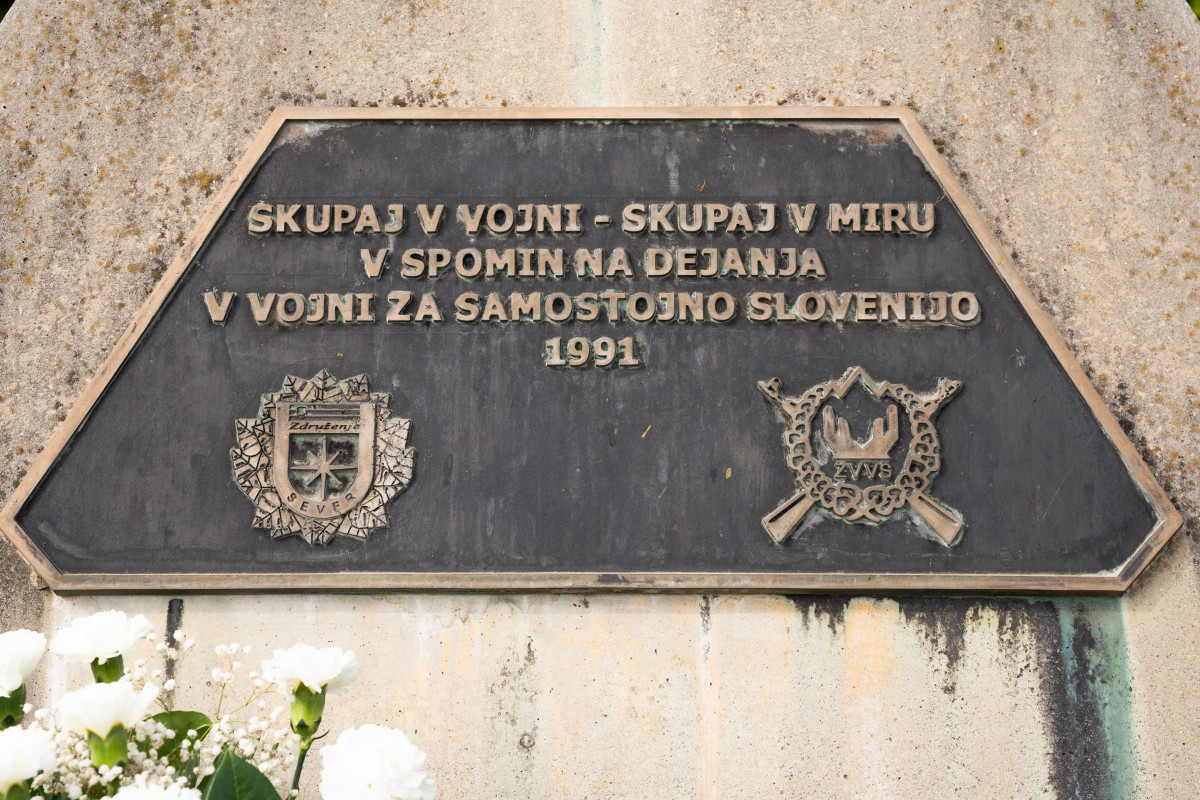 SKUPAJ V VOJNI - SKUPAJ V MIRU
V SPOMIN NA DEJANJA
V VOJNI ZA SAMOSTOJNO SLOVENIJO
1991
Združenje
SEVER
ZVVS